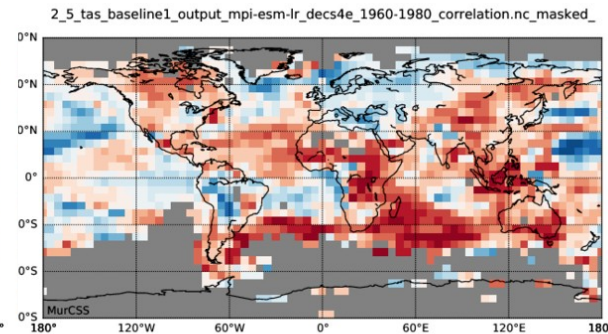 2_5_tas_baseline1_output_mpi-esm-lr_decs4e_1960-1980_correlation.nc_masked_
0°N
0°N
0°N
0°
0°S
0°S
0°S
MurCSS
180° 120°W 60°W 0° 60°E 120°E 180